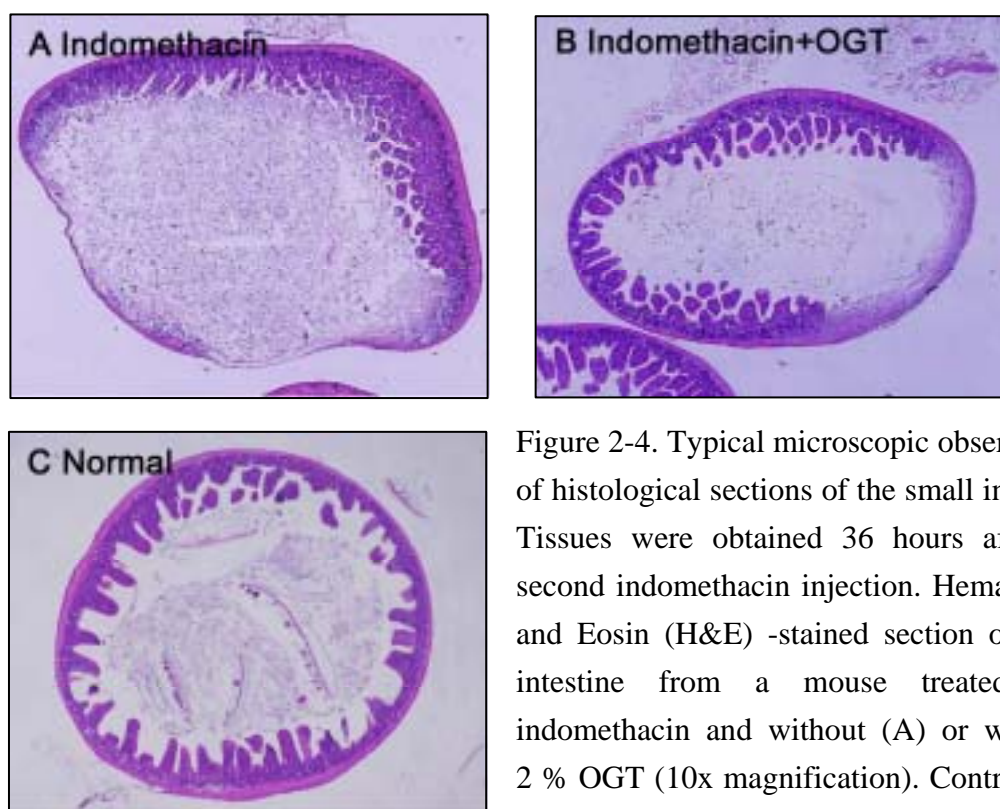 A Indomethacin
B Indomethacin+OGT
C Normal
Figure 2-4. Typical microscopic obser
of histological sections of the small in
Tissues were obtained 36 hours af
second indomethacin injection. Hema
and Eosin (H&E) -stained section o
intestine from a mouse treated
indomethacin and without (A) or w
2 % OGT (10x magnification). Contr